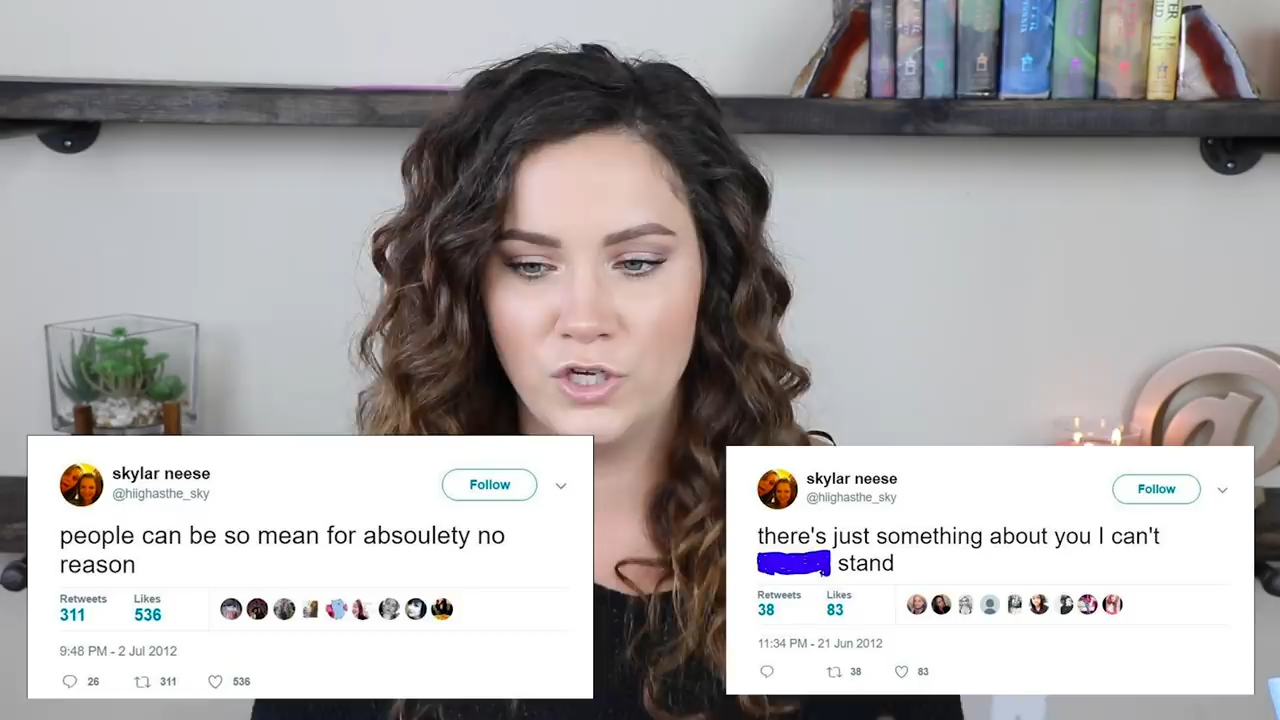 skylar neese
@hiighasthe_sky
Follow
people can be so mean for absoulety no
reason
Retweets
311
Likes
536
9:48 PM - 2 Jul 2012
26
311
536
skylar neese
@hiighasthe_sky
Follow
there's just something about you I can't
stand
Retweets
38
Likes
83
11:34 PM - 21 Jun 2012
38
83
@